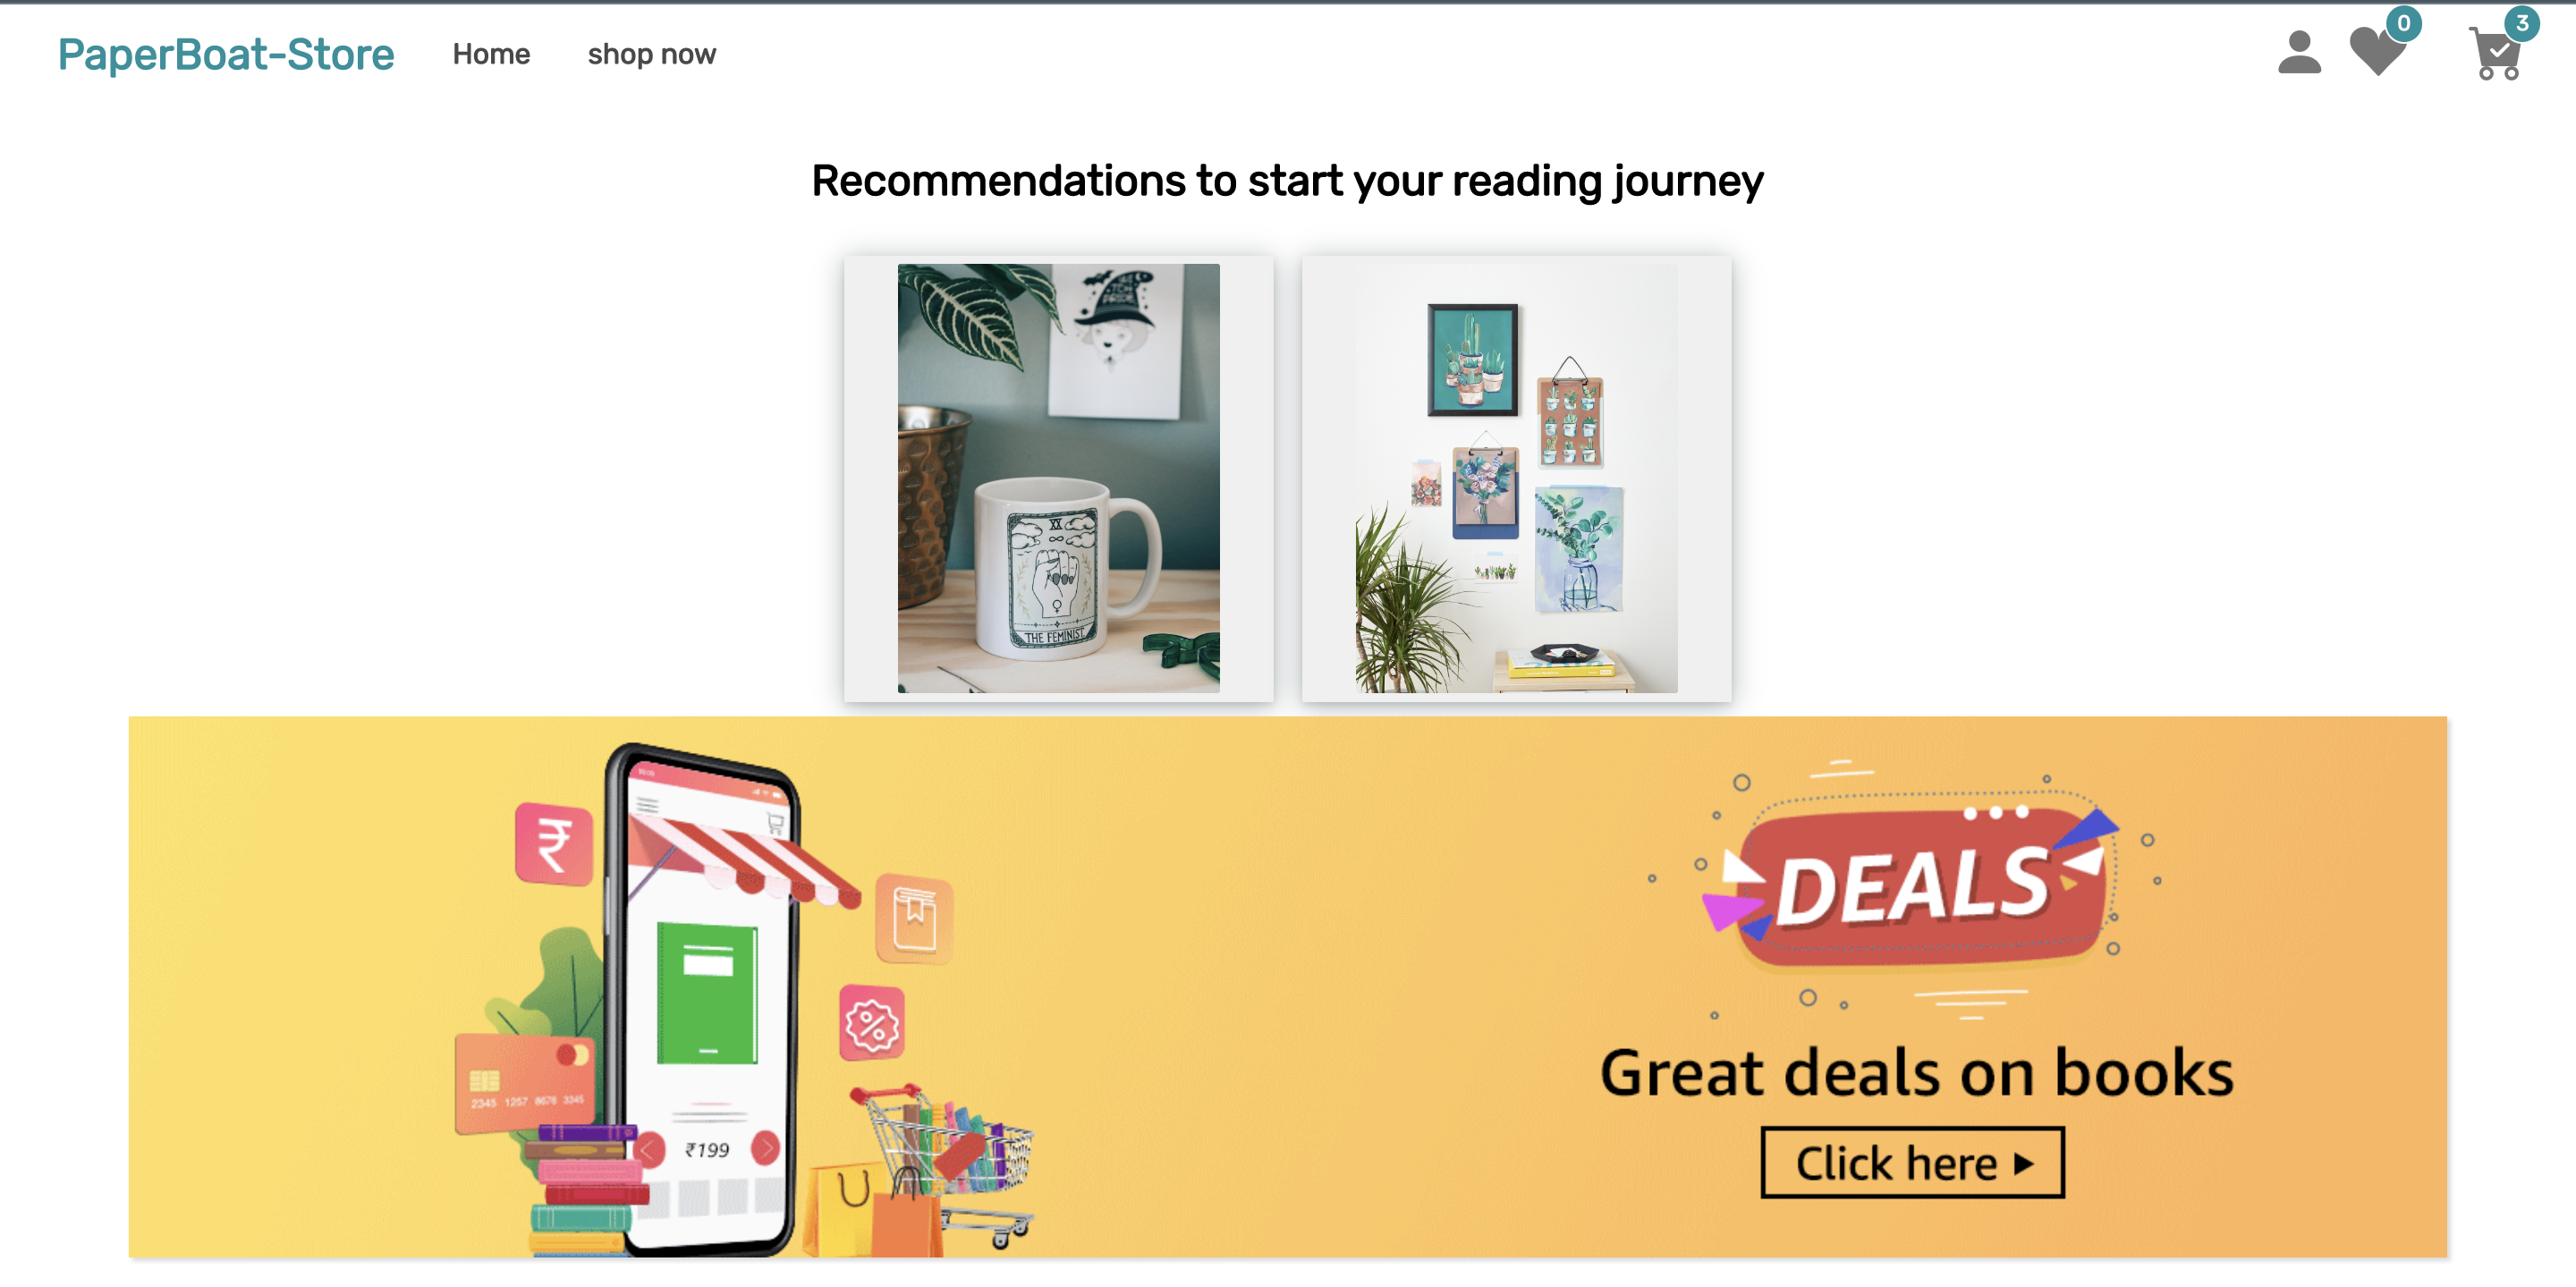 PaperBoat-Store Home shop now 0 3
Recommendations to start your reading journey
XX
THE FEMINIST
₹
DEALS
2345 1257 8678 3345
₹199
%
Great deals on books
Click here